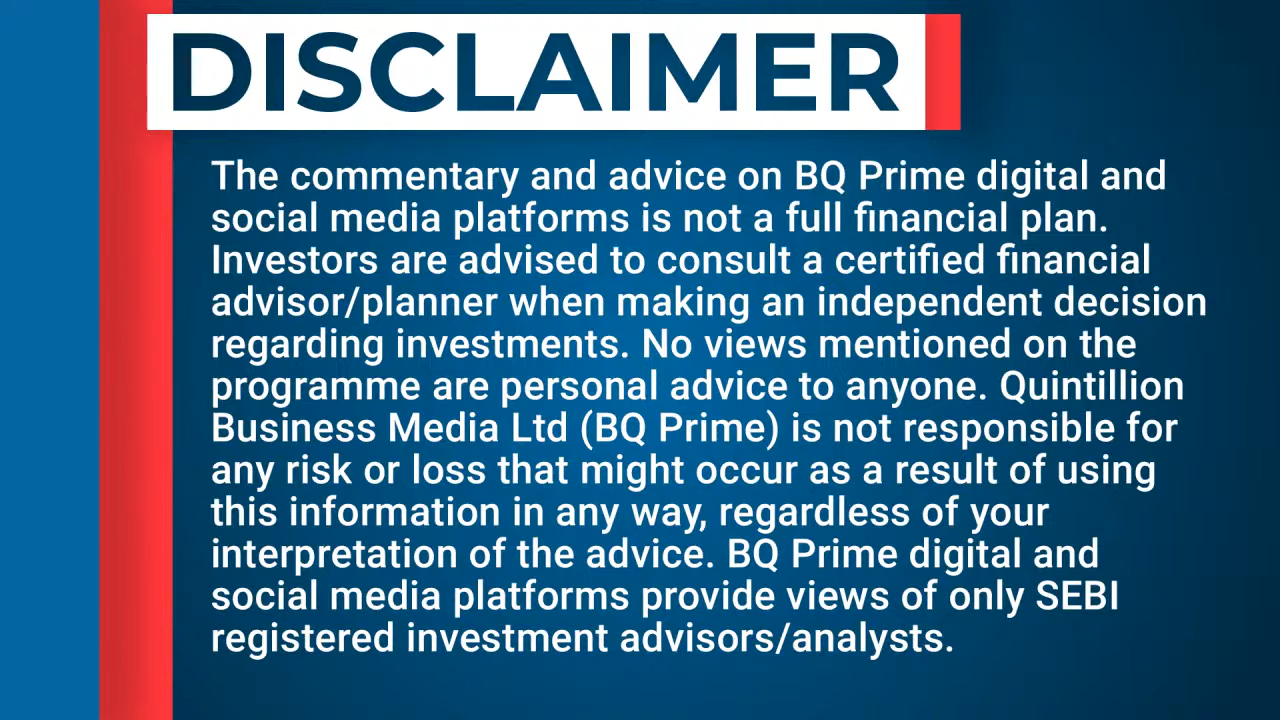 DISCLAIMER
The commentary and advice on BQ Prime digital and
social media platforms is not a full financial plan.
Investors are advised to consult a certified financial
advisor/planner when making an independent decision
regarding investments. No views mentioned on the
programme are personal advice to anyone. Quintillion
Business Media Ltd (BQ Prime) is not responsible for
any risk or loss that might occur as a result of using
this information in any way, regardless of your
interpretation of the advice. BQ Prime digital and
social media platforms provide views of only SEBI
registered investment advisors/analysts.